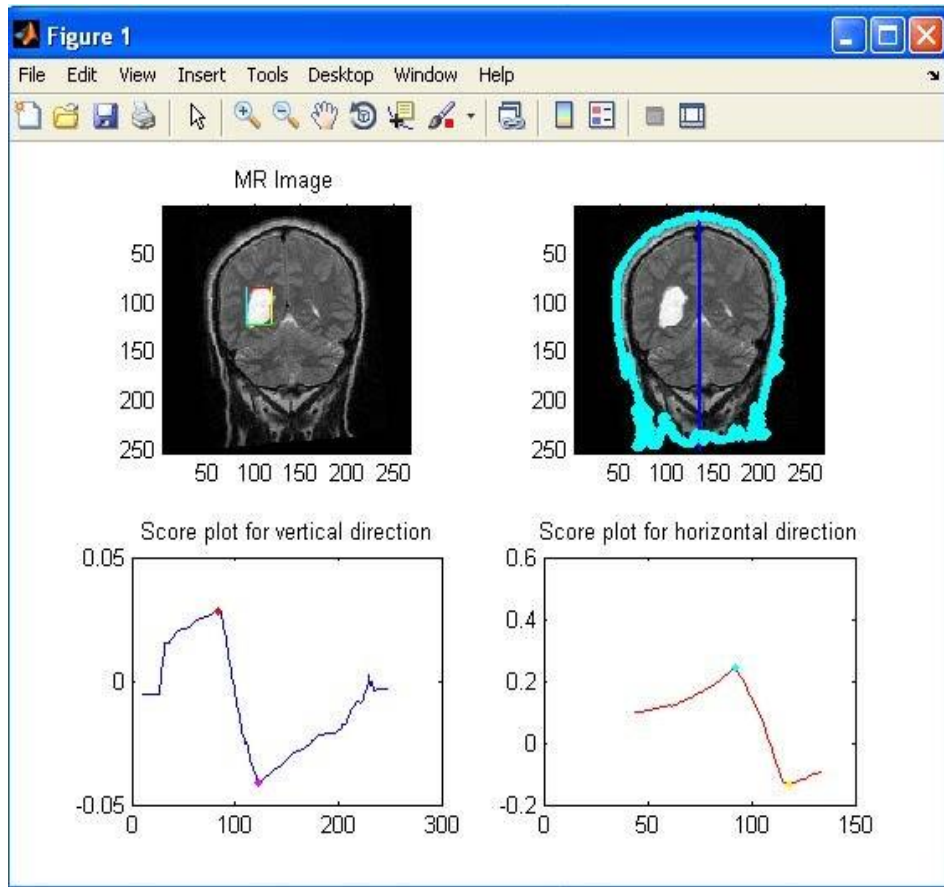 Figure 1
File Edit View Insert Tools Desktop Window Help
MR Image
50
100
150
200
250
50 100 150 200 250
50
100
150
200
250
50 100 150 200 250
Score plot for vertical direction
0.05
0
-0.05
0 100 200 300
Score plot for horizontal direction
0.6
0.4
0.2
0
-0.2
0 50 100 150